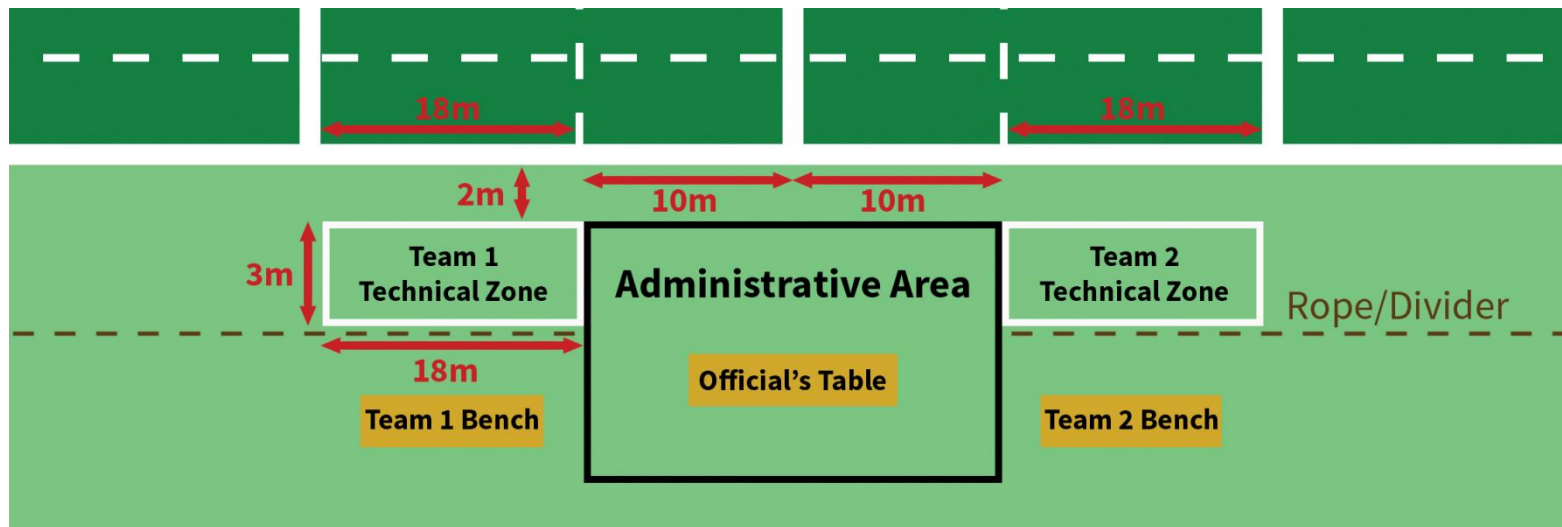 18m
18m
2m
10m
10m
3m
Team 1
Technical Zone
Administrative Area
Team 2
Technical Zone
Rope/Divider
18m
Official’s Table
Team 1 Bench
Team 2 Bench